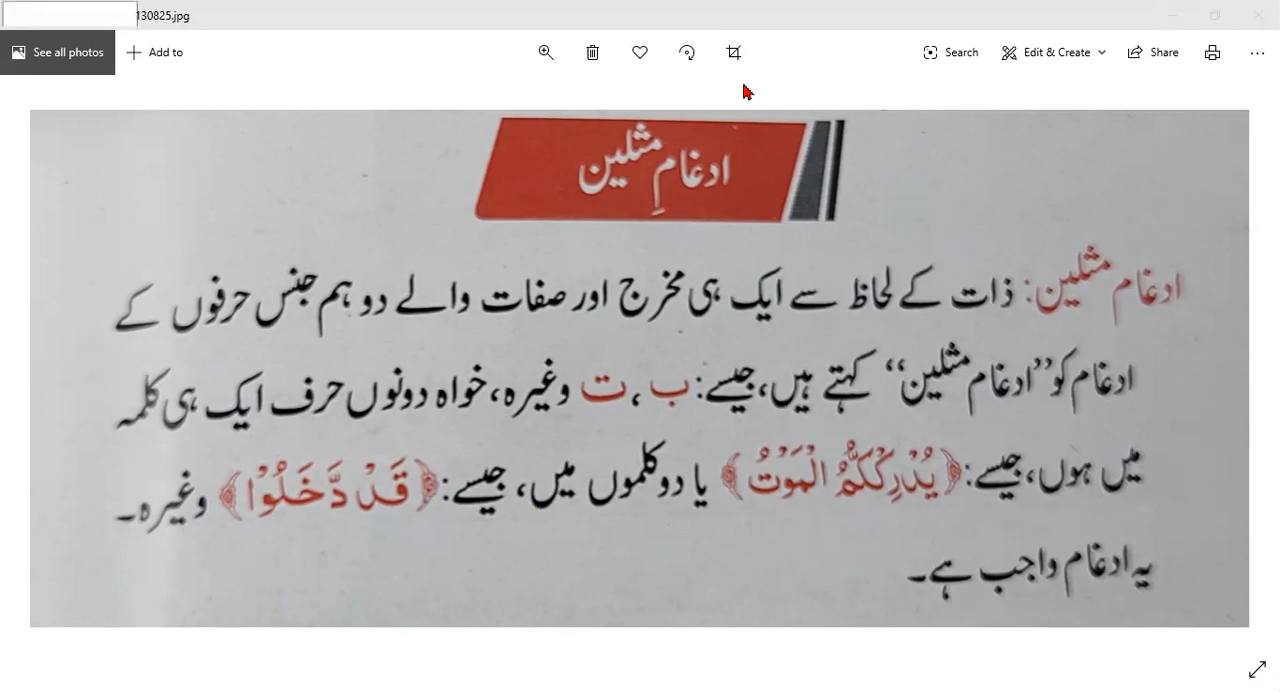 130825.jpg
See all photos
Add to
Search
Edit & Create
Share
ادغامِ مثلین
ادغام مثلین: ذات کے لحاظ سے ایک ہی مخرج اور صفات والے دو ہم جنس حرفوں کے
ادغام کو ”ادغام مثلین“ کہتے ہیں، جیسے: ب، ت وغیرہ، خواہ دونوں حرف ایک ہی کلمہ
میں ہوں، جیسے: ﴿یُدْرِكْكُّمُ الْمَوْتُ﴾ یا دو کلموں میں، جیسے: ﴿قَدْ دَّخَلُوْا﴾ وغیرہ۔
یہ ادغام واجب ہے۔